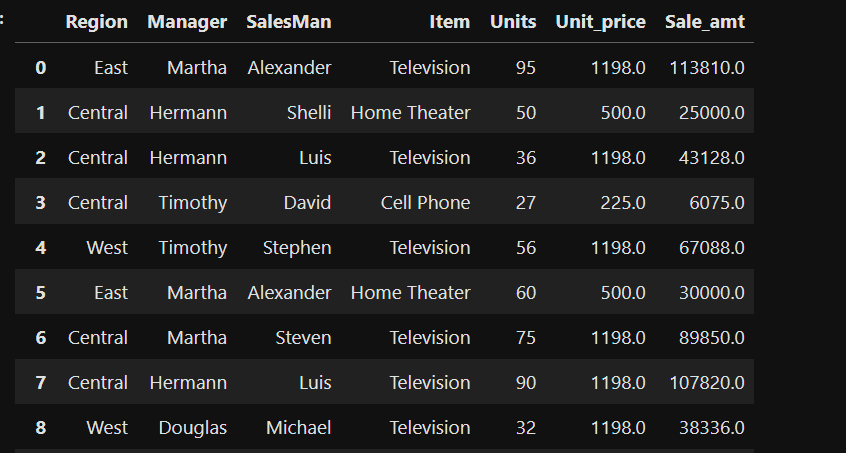 :
Region Manager SalesMan Item Units Unit_price Sale_amt
0 East Martha Alexander Television 95 1198.0 113810.0
1 Central Hermann Shelli Home Theater 50 500.0 25000.0
2 Central Hermann Luis Television 36 1198.0 43128.0
3 Central Timothy David Cell Phone 27 225.0 6075.0
4 West Timothy Stephen Television 56 1198.0 67088.0
5 East Martha Alexander Home Theater 60 500.0 30000.0
6 Central Martha Steven Television 75 1198.0 89850.0
7 Central Hermann Luis Television 90 1198.0 107820.0
8 West Douglas Michael Television 32 1198.0 38336.0